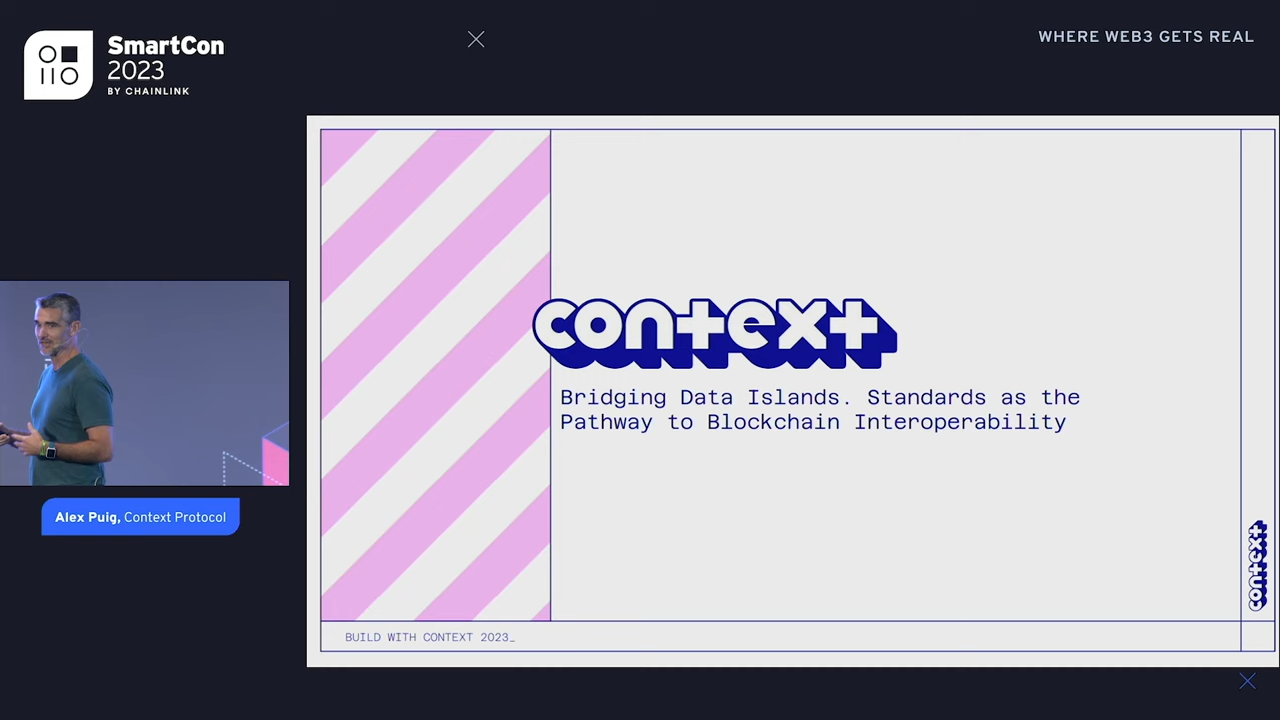 SmartCon
2023
BY CHAINLINK
WHERE WEB3 GETS REAL
context
Bridging Data Islands. Standards as the
Pathway to Blockchain Interoperability
context
BUILD WITH CONTEXT 2023_
Alex Puig, Context Protocol